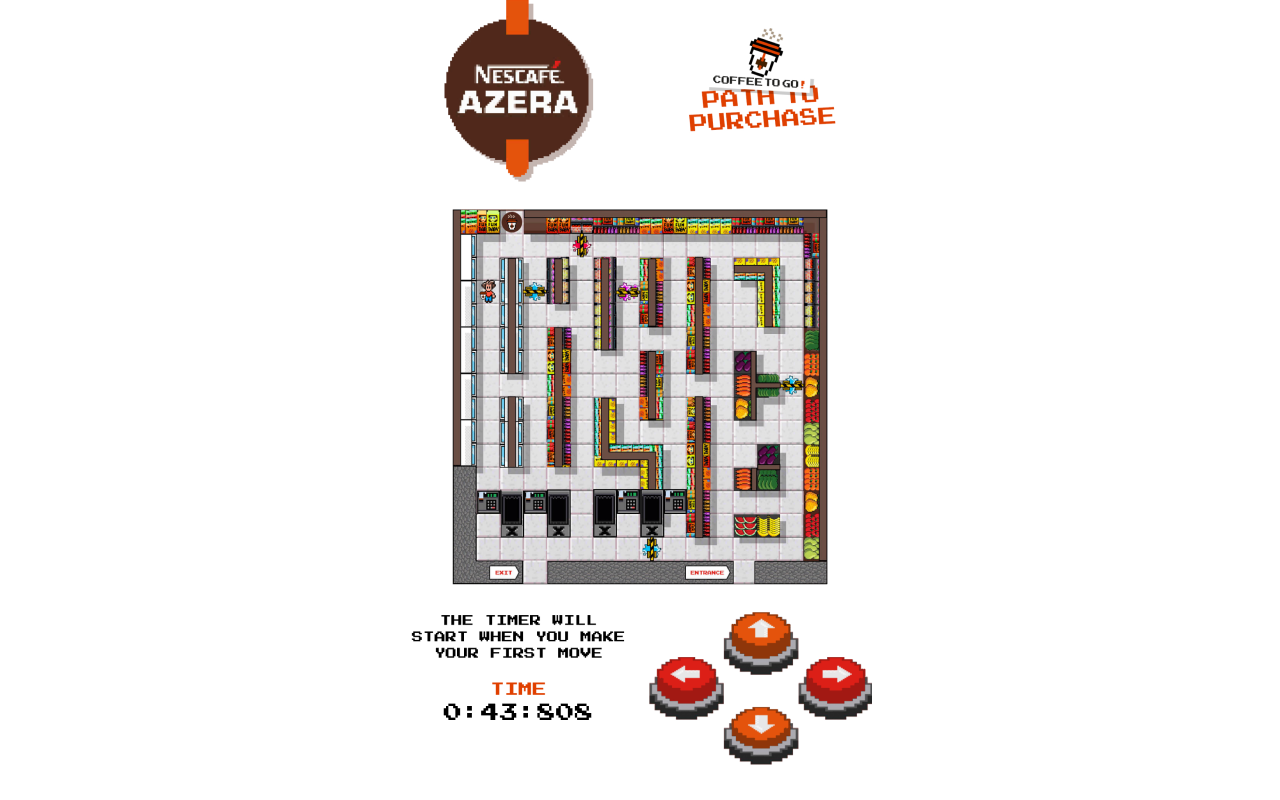 NESCAFÉ
AZERA
COFFEE TO GO!
PATH TO
PURCHASE
EXIT
ENTRANCE
THE TIMER WILL
START WHEN YOU MAKE
YOUR FIRST MOVE
TIME
0:43:808